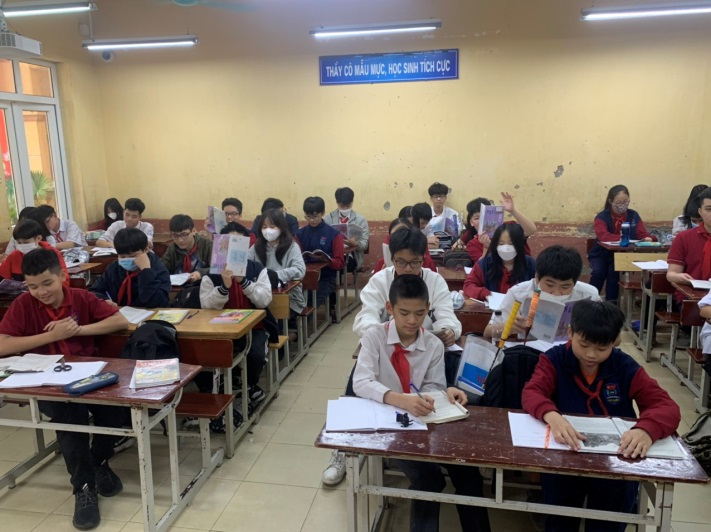 THẦY CÔ MẪU MỰC, HỌC SINH TÍCH CỰC